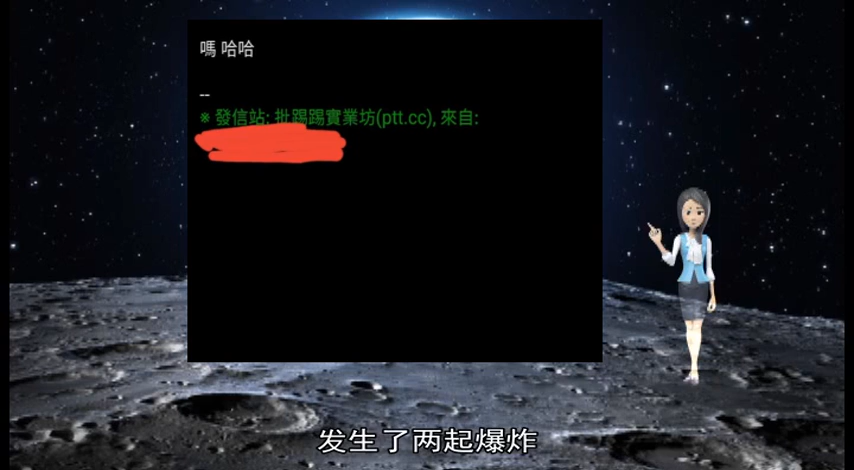 嗎 哈哈
--
※ 發信站: 批踢踢實業坊(ptt.cc), 來自:
发生了两起爆炸